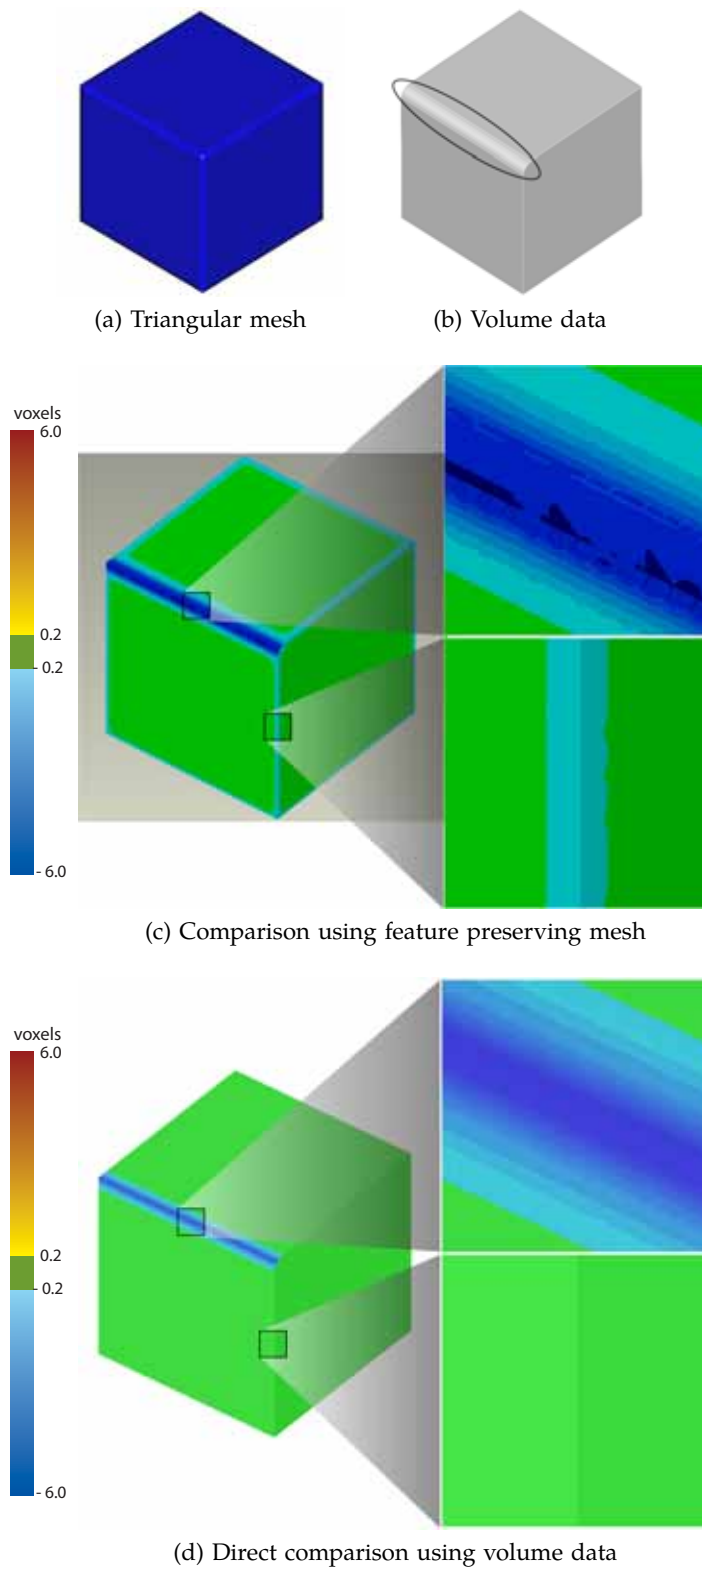 (a) Triangular mesh
(b) Volume data
voxels
6.0
0.2
- 0.2
- 6.0
(c) Comparison using feature preserving mesh
voxels
6.0
0.2
- 0.2
- 6.0
(d) Direct comparison using volume data